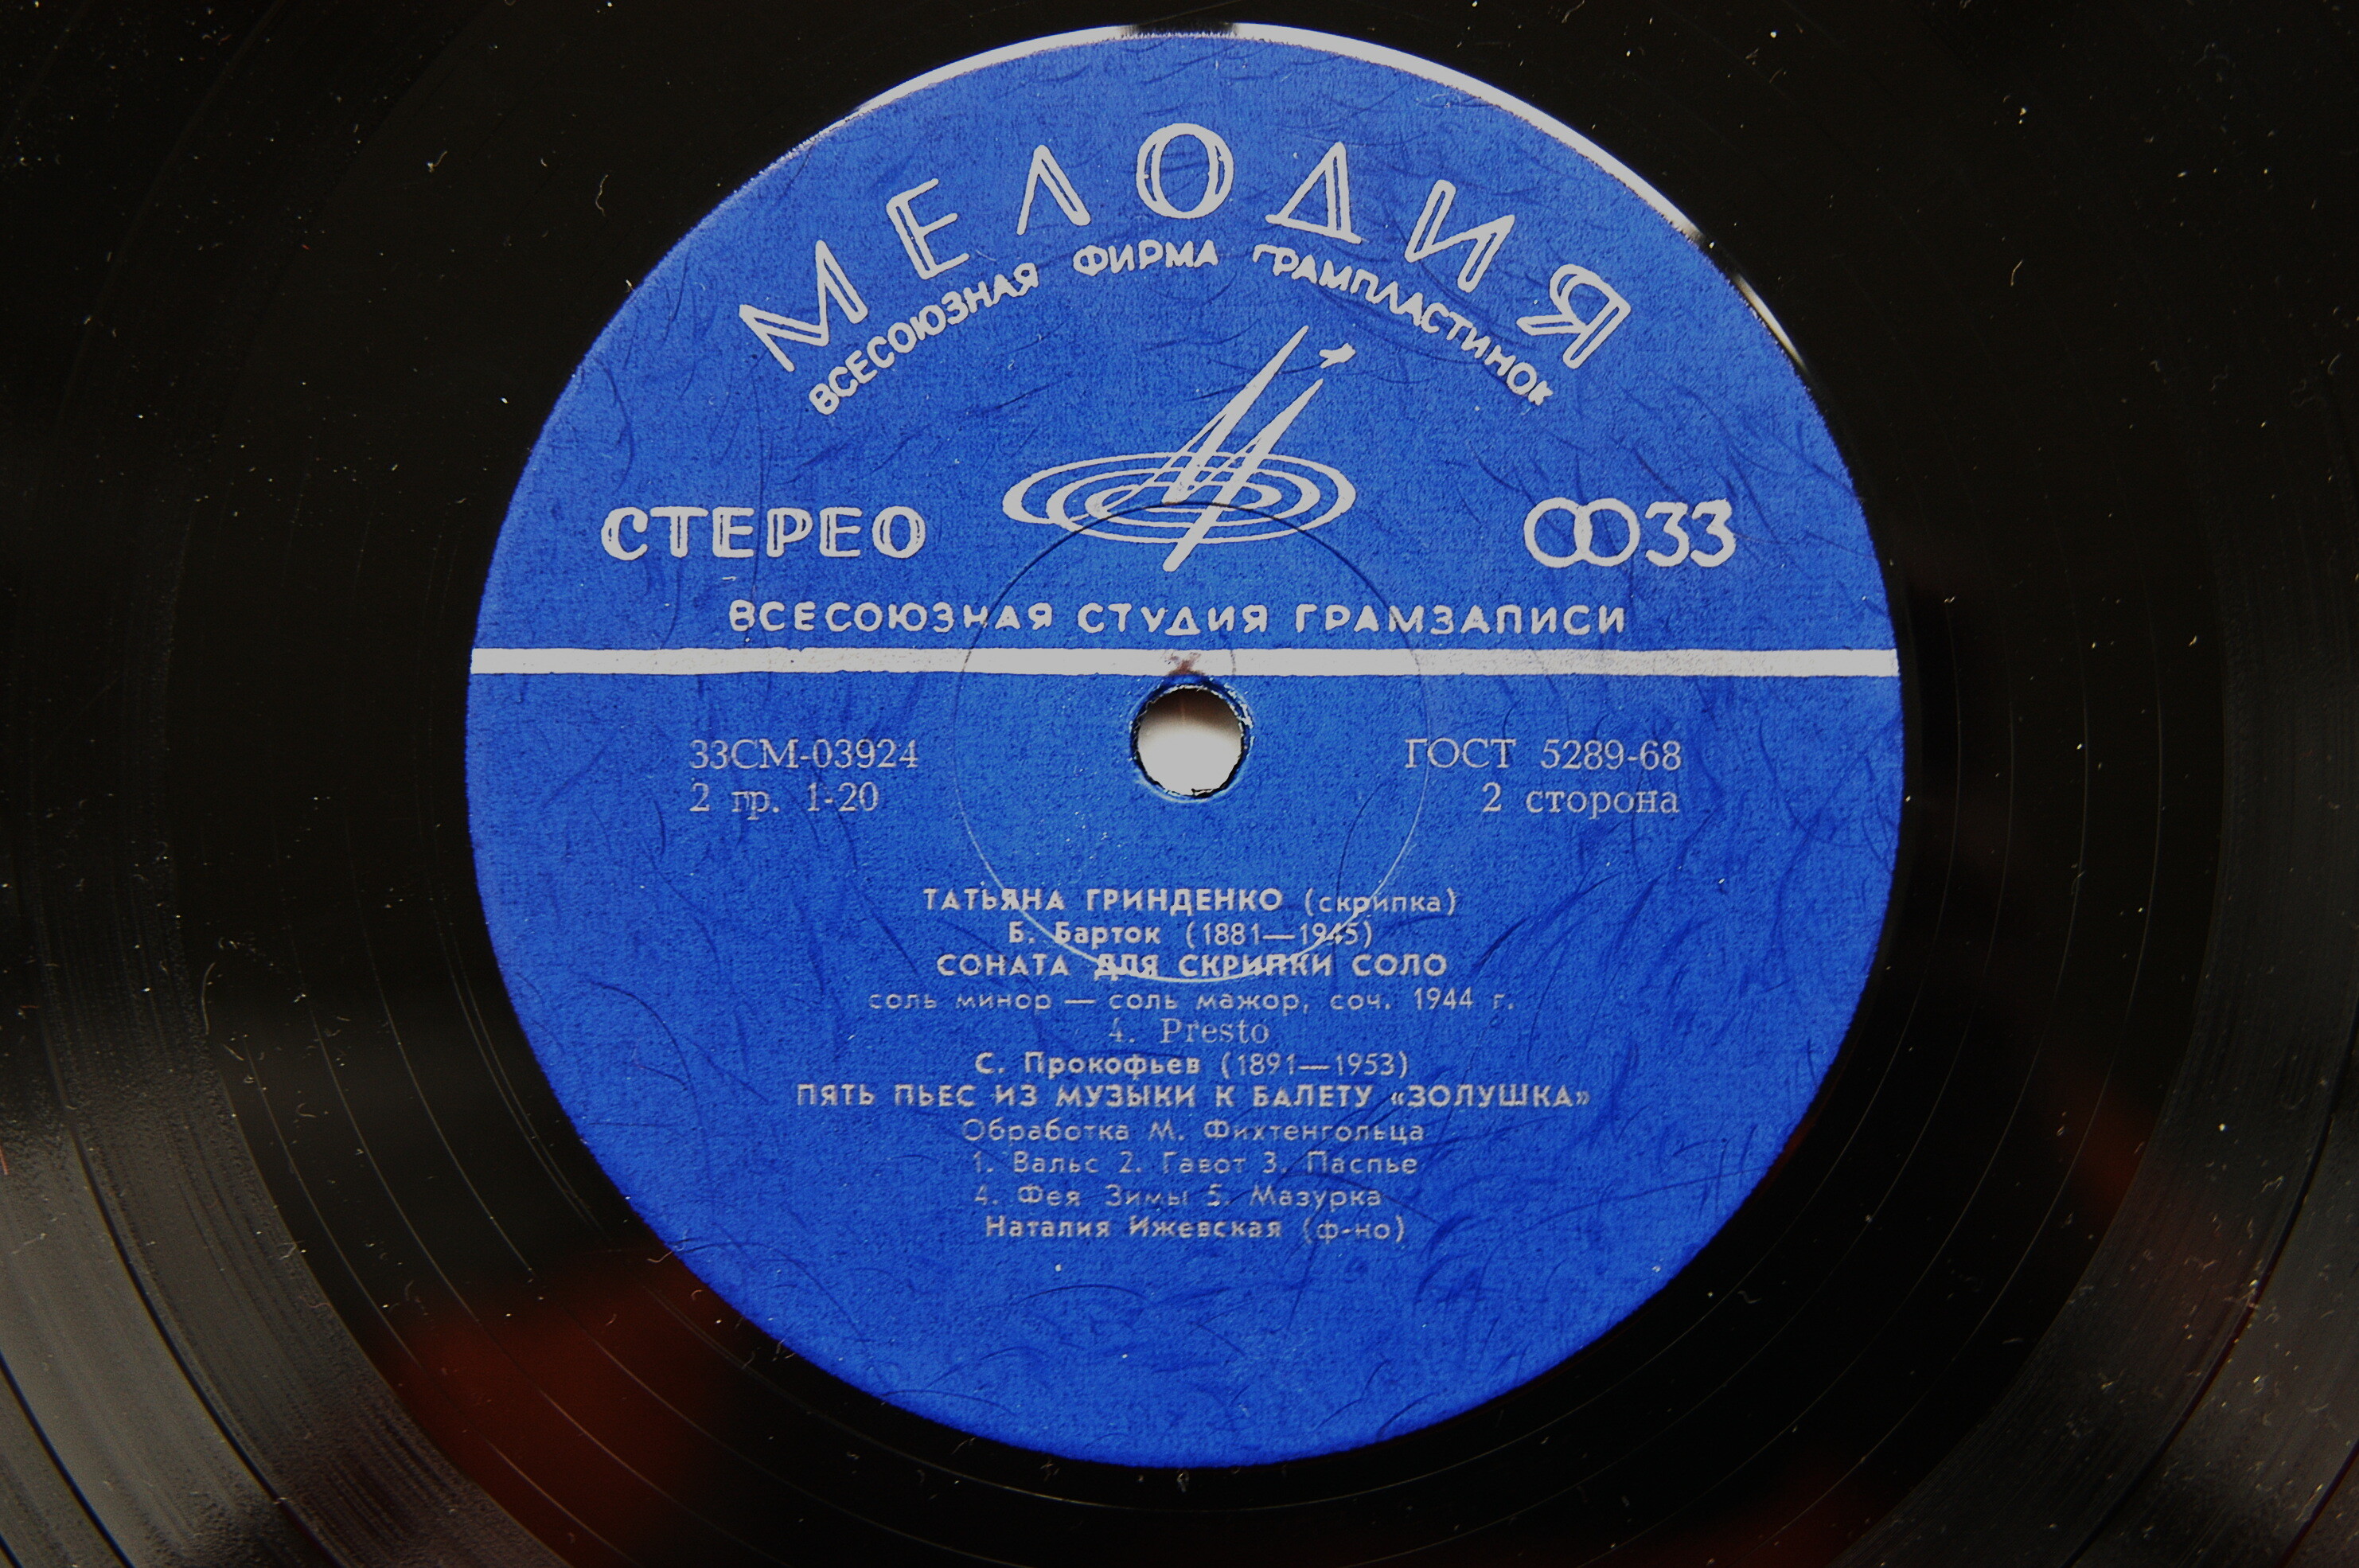 МЕЛОДИЯ
ВСЕСОЮЗНАЯ ФИРМА ГРАМПЛАСТИНОК
СТЕРЕО
33
ВСЕСОЮЗНАЯ СТУДИЯ ГРАМЗАПИСИ
33СМ-03924
ГОСТ 5289-68
2 гр. 1-20
2 сторона
ТАТЬЯНА ГРИНДЕНКО (скрипка)
Б. Барток (1881—1945)
СОНАТА ДЛЯ СКРИПКИ СОЛО
соль минор — соль мажор, соч. 1944 г.
4. Presto
С. Прокофьев (1891—1953)
ПЯТЬ ПЬЕС ИЗ МУЗЫКИ К БАЛЕТУ «ЗОЛУШКА»
Обработка М. Фихтенгольца
1. Вальс 2. Гавот 3. Паспье
4. Фея Зимы 5. Мазурка
Наталия Ижевская (ф-но)